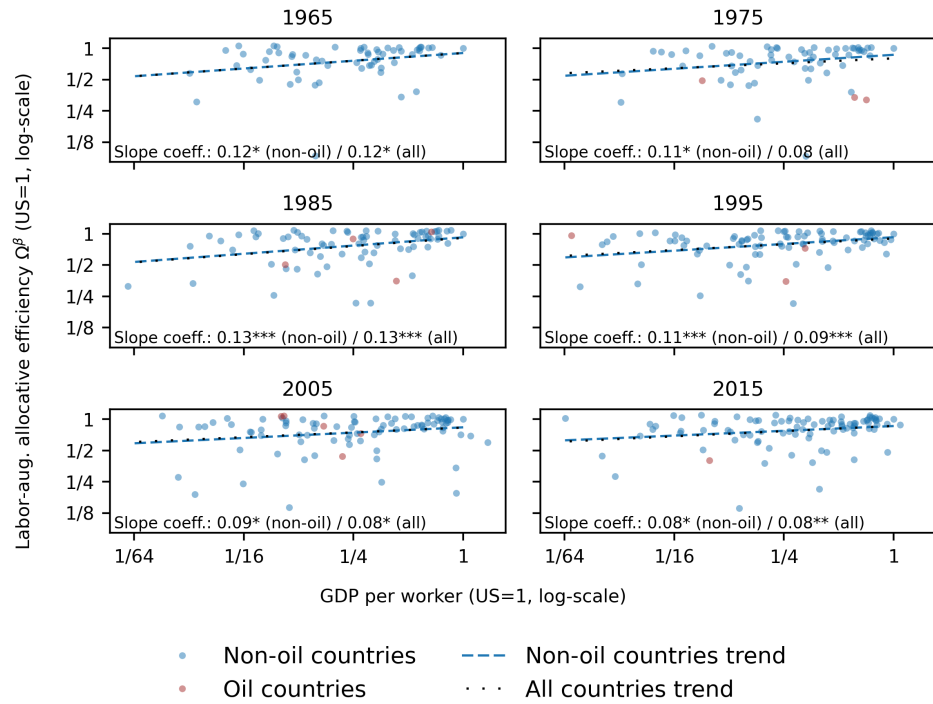 1965
1975
1
1/2
1/4
1/8
Slope coeff.: 0.12* (non-oil) / 0.12* (all)
Slope coeff.: 0.11* (non-oil) / 0.08 (all)
1985
1995
1
1/2
1/4
1/8
Slope coeff.: 0.13*** (non-oil) / 0.13*** (all)
Slope coeff.: 0.11*** (non-oil) / 0.09*** (all)
2005
2015
1
1/2
1/4
1/8
Slope coeff.: 0.09* (non-oil) / 0.08* (all)
Slope coeff.: 0.08* (non-oil) / 0.08** (all)
1/64 1/16 1/4 1
1/64 1/16 1/4 1
Labor-aug. allocative efficiency Ω^β (US=1, log-scale)
GDP per worker (US=1, log-scale)
Non-oil countries
Non-oil countries trend
Oil countries
All countries trend